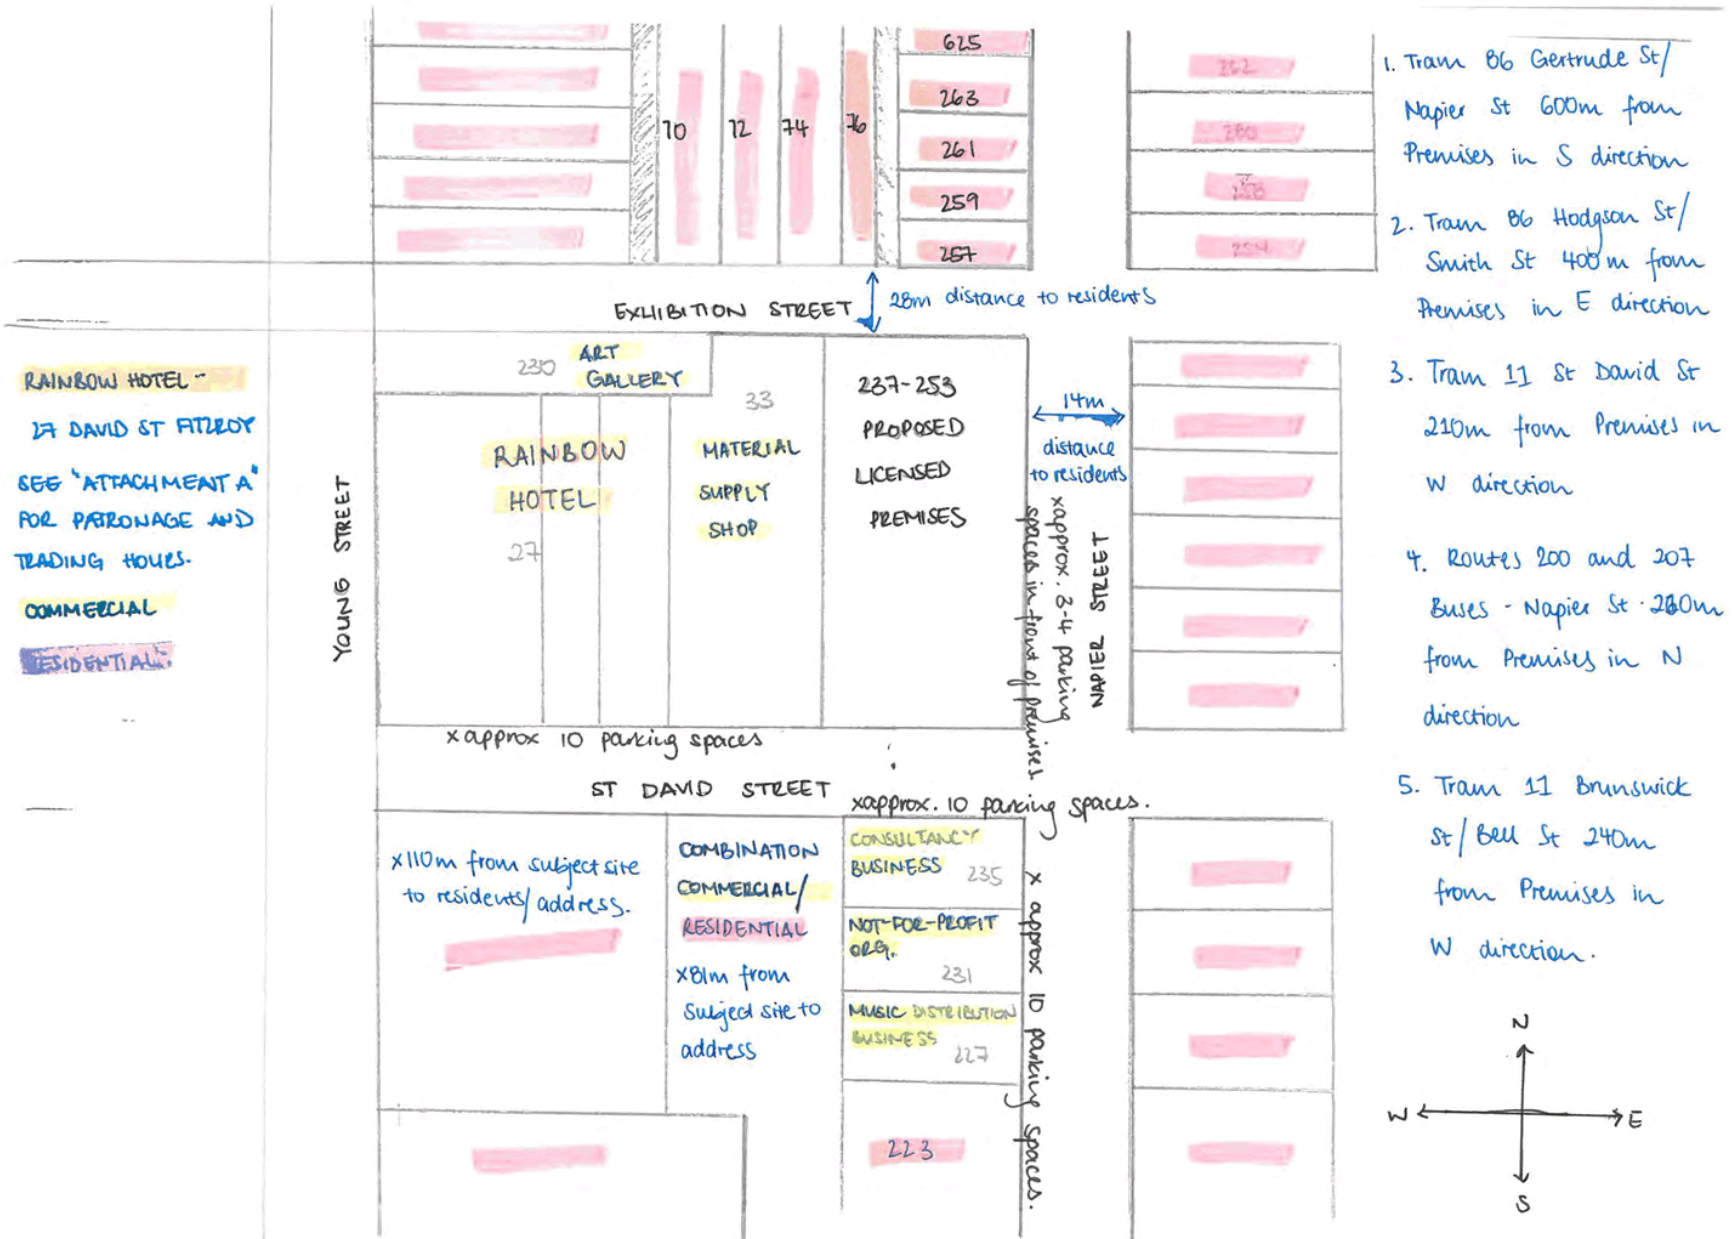 625
263
261
259
257
70
72
74
76
262
260
258
254
EXHIBITION STREET
28m distance to residents
230
ART
GALLERY
33
RAINBOW
HOTEL
27
MATERIAL
SUPPLY
SHOP
237-253
PROPOSED
LICENSED
PREMISES
14m
distance
to residents
YOUNG STREET
NAPIER STREET
xapprox. 3-4 parking
spaces in front of premises
xapprox 10 parking spaces
ST DAVID STREET
xapprox. 10 parking spaces.
x110m from subject site
to residents/address.
COMBINATION
COMMERCIAL/
RESIDENTIAL
x81m from
subject site to
address
CONSULTANCY
BUSINESS 235
NOT-FOR-PROFIT
ORG.
231
MUSIC DISTRIBUTION
BUSINESS
227
223
x approx 10 parking spaces.
RAINBOW HOTEL -
27 DAVID ST FITZROY
SEE "ATTACHMENT A"
FOR PATRONAGE AND
TRADING HOURS.
COMMERCIAL
RESIDENTIAL
1. Tram 86 Gertrude St/
Napier St 600m from
Premises in S direction
2. Tram 86 Hodgson St/
Smith St 400m from
Premises in E direction
3. Tram 11 St David St
210m from Premises in
W direction
4. Routes 200 and 207
Buses - Napier St - 260m
from Premises in N
direction
5. Tram 11 Brunswick
St/Bell St 240m
from Premises in
W direction.
N
W E
S